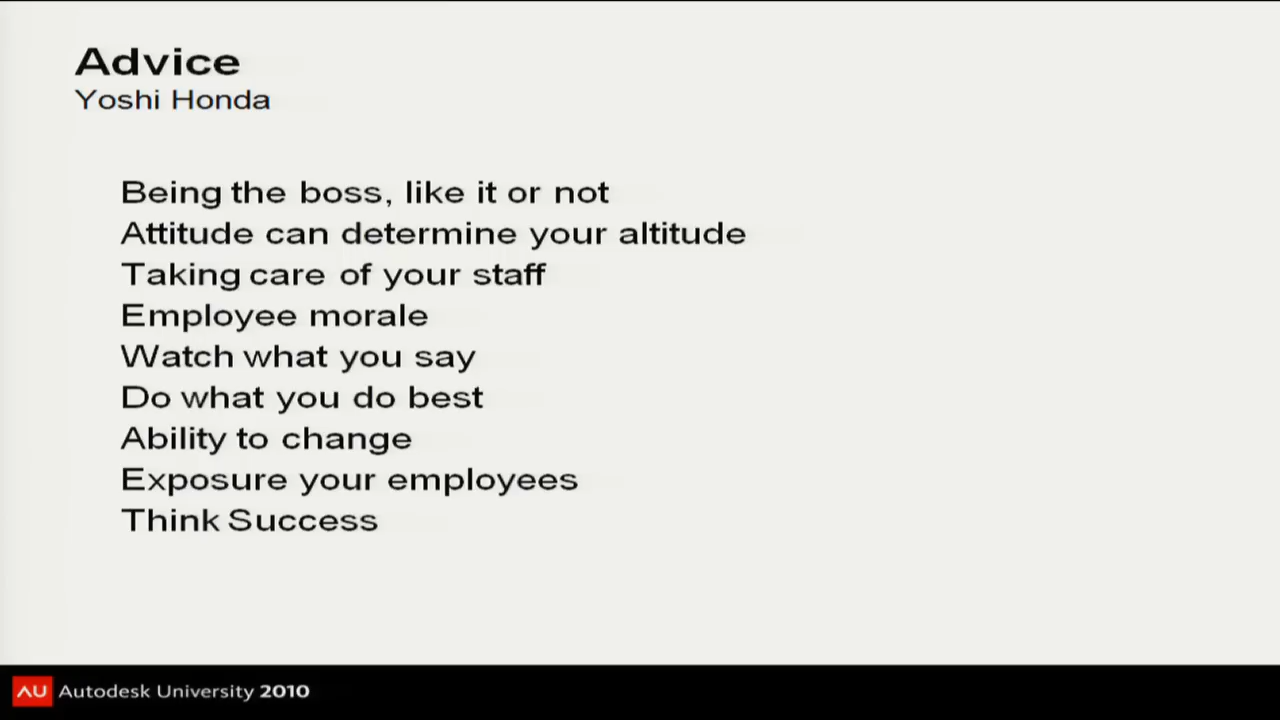 Advice
Yoshi Honda
Being the boss, like it or not
Attitude can determine your altitude
Taking care of your staff
Employee morale
Watch what you say
Do what you do best
Ability to change
Exposure your employees
Think Success
AU Autodesk University 2010